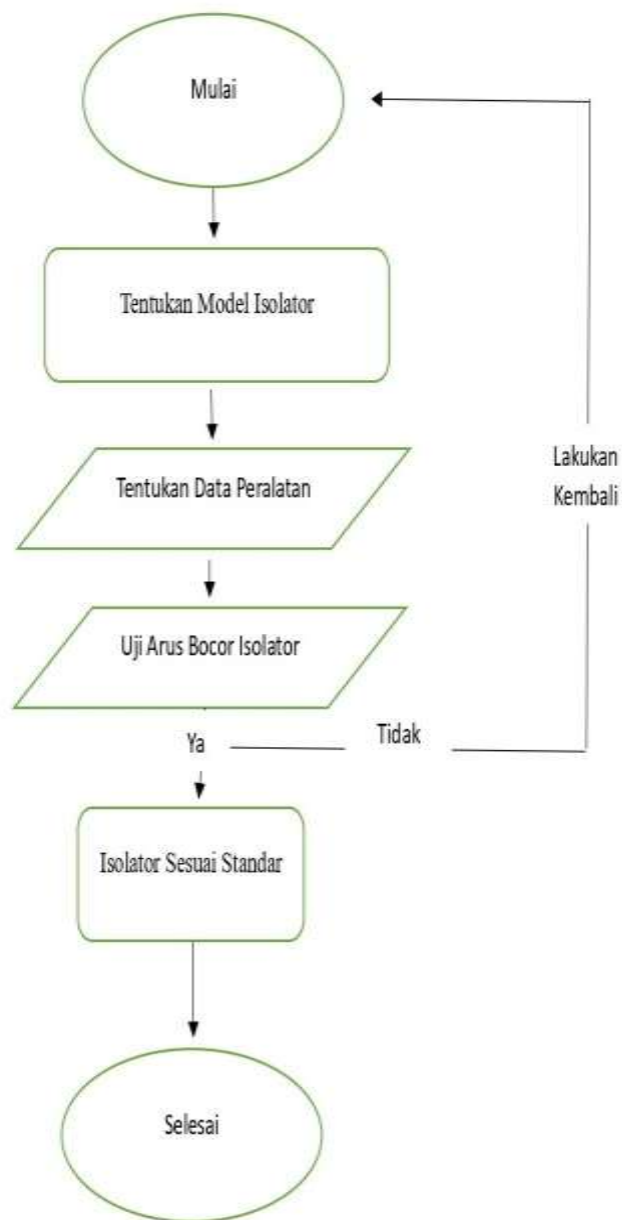 Mulai
Tentukan Model Isolator
Tentukan Data Peralatan
Lakukan
Kembali
Uji Arus Bocor Isolator
Ya
Tidak
Isolator Sesuai Standar
Selesai